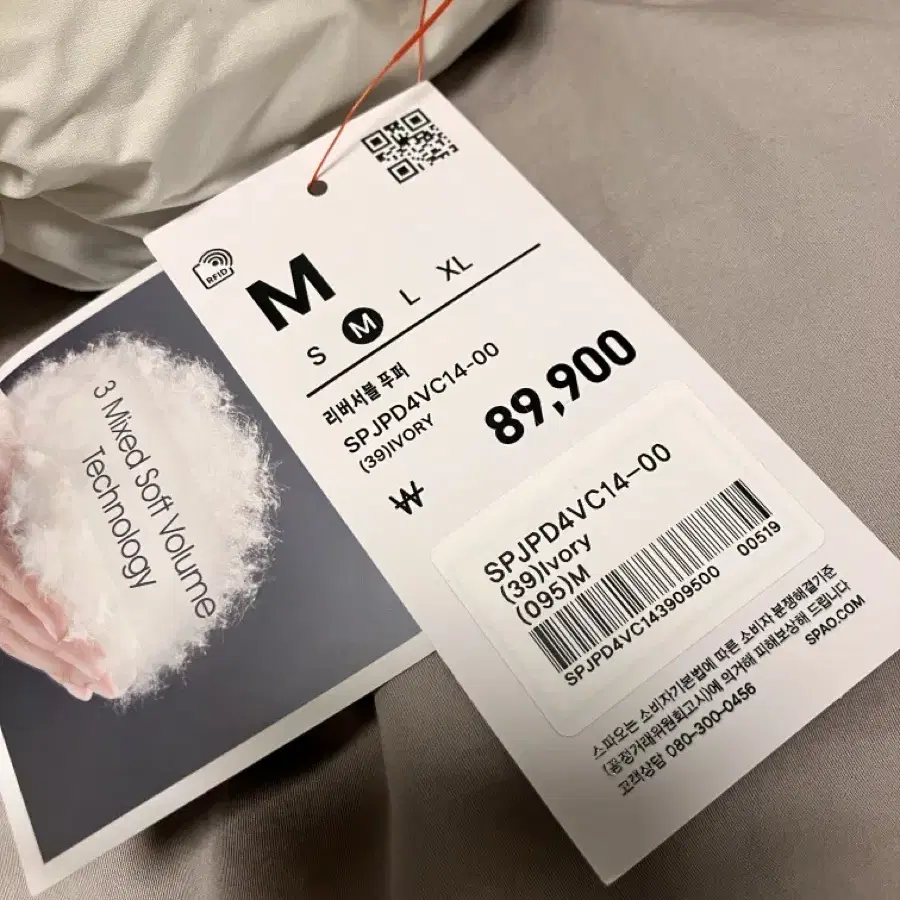 RFID
M
S M L XL
리버서블 푸퍼
SPJPD4VC14-00
(39)IVORY
₩ 89,900
SPJPD4VC14-00
(39)Ivory
(095)M
SPJPD4VC143909500 00519
스파오는 소비자기본법에 따른 소비자 분쟁해결기준
(공정거래위원회고시)에 의거해 피해보상해 드립니다
고객상담 080-300-0456 SPAO.COM
3 Mixed Soft Volume
Technology